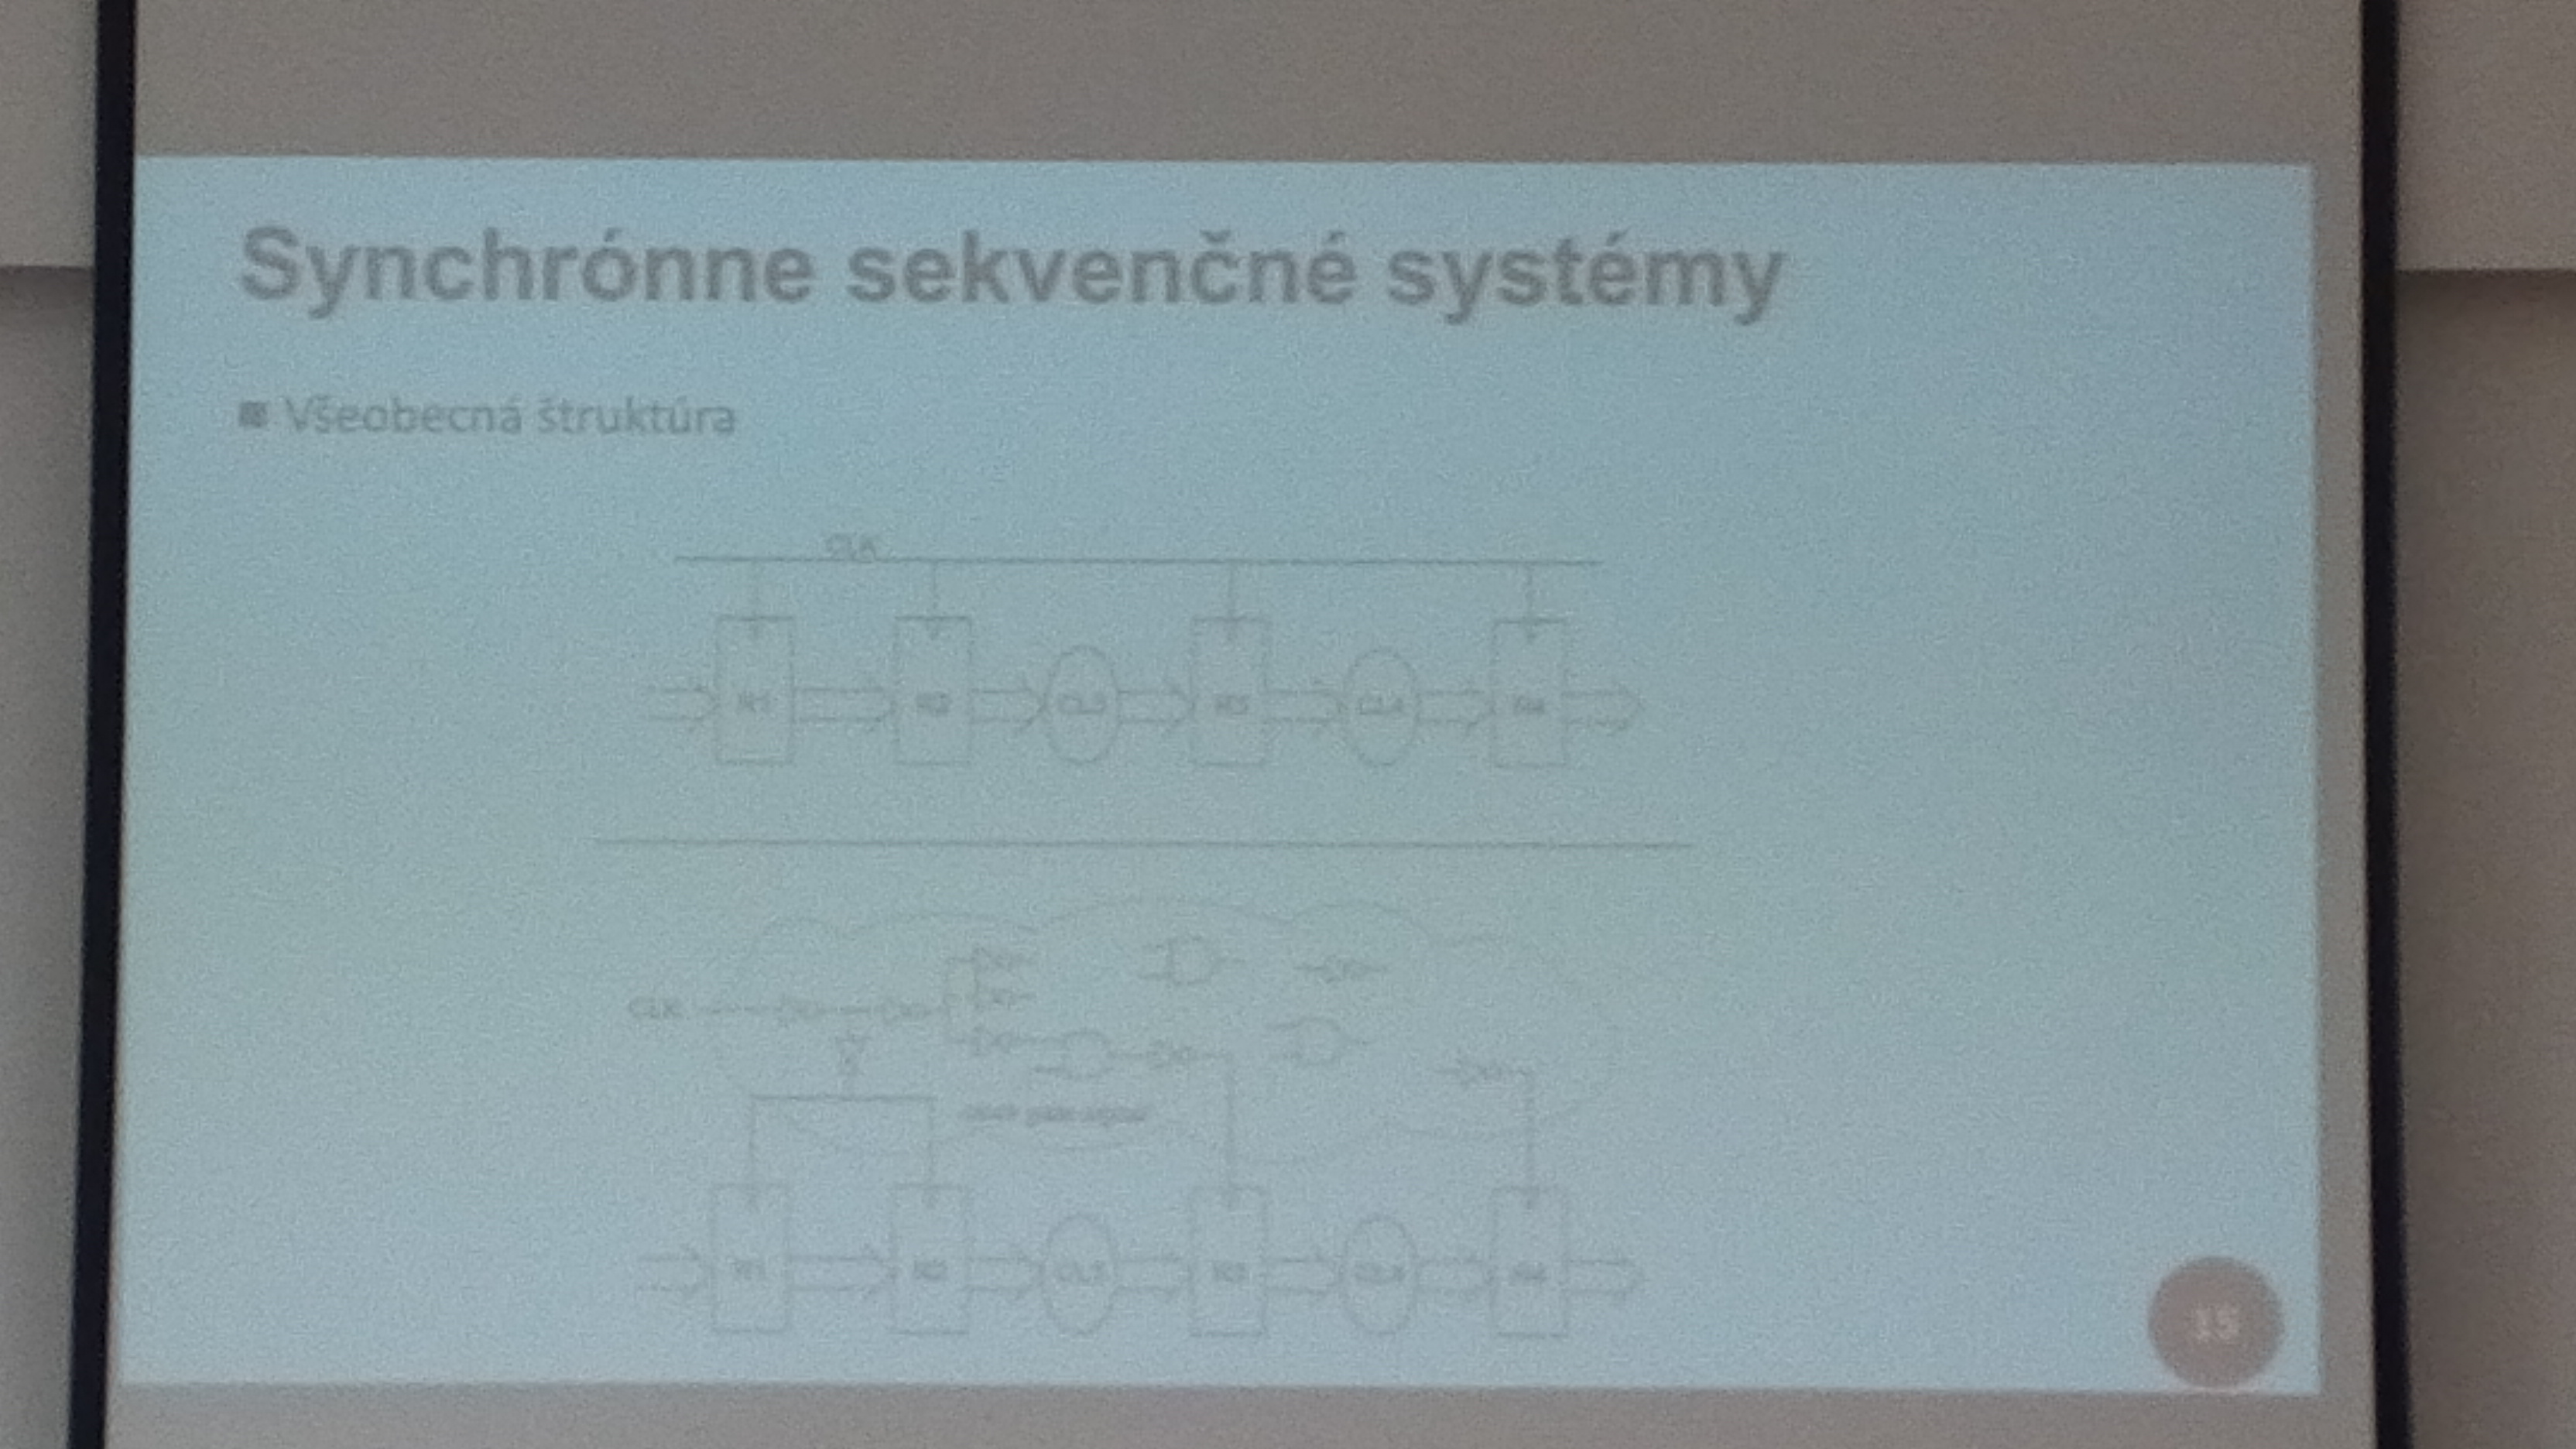 Synchrónne sekvenčné systémy
Všeobecná štruktúra
CLK
R1 R2 CL3 R3 CL4 R4
CLK
clock gate signal
R1 R2 CL3 R3 CL4 R4
15